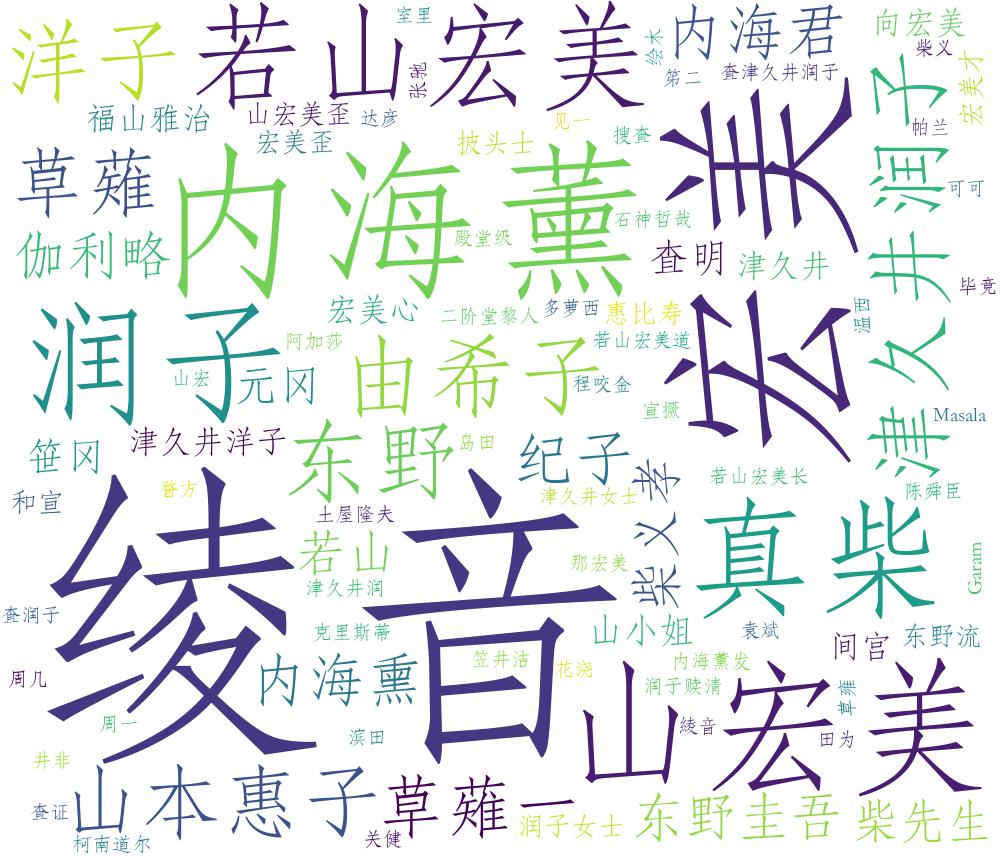 洋子
若山宏美
室里
绘木
内海君
向宏美
柴义
张驰
第二
查津久井润子
宏美才
福山雅治
山宏美歪
达彦
见一
宏美歪
披头士
搜查
帕兰
草薙
内海薰
宏美
润子
可可
石神哲哉
伽利略
殿堂级
查明
津久井
毕竟
宏美心
二阶堂黎人
多萝西
惠比寿
温西
润子
阿加莎
若山宏美道
山宏
元冈
由希子
程咬金
津久井
宣撅
Masala
笹冈
津久井洋子
东野
岛田
纪子
柴义孝
若山宏美长
陈舜臣
和宣
瞀方
津久井女士
土屋隆夫
绫音
若山
真柴
那宏美
Garam
津久井润
查润子
克里斯蒂
山小姐
袁斌
间宫
东野流
周几
内海熏
笠井洁
花浇
内海薰发
润子赎清
山宏美
草雍
周一
滨田
綾音
田为
井非
山本惠子
草薙一
查证
润子女士
东野圭吾
柴先生
柯南道尔
关健